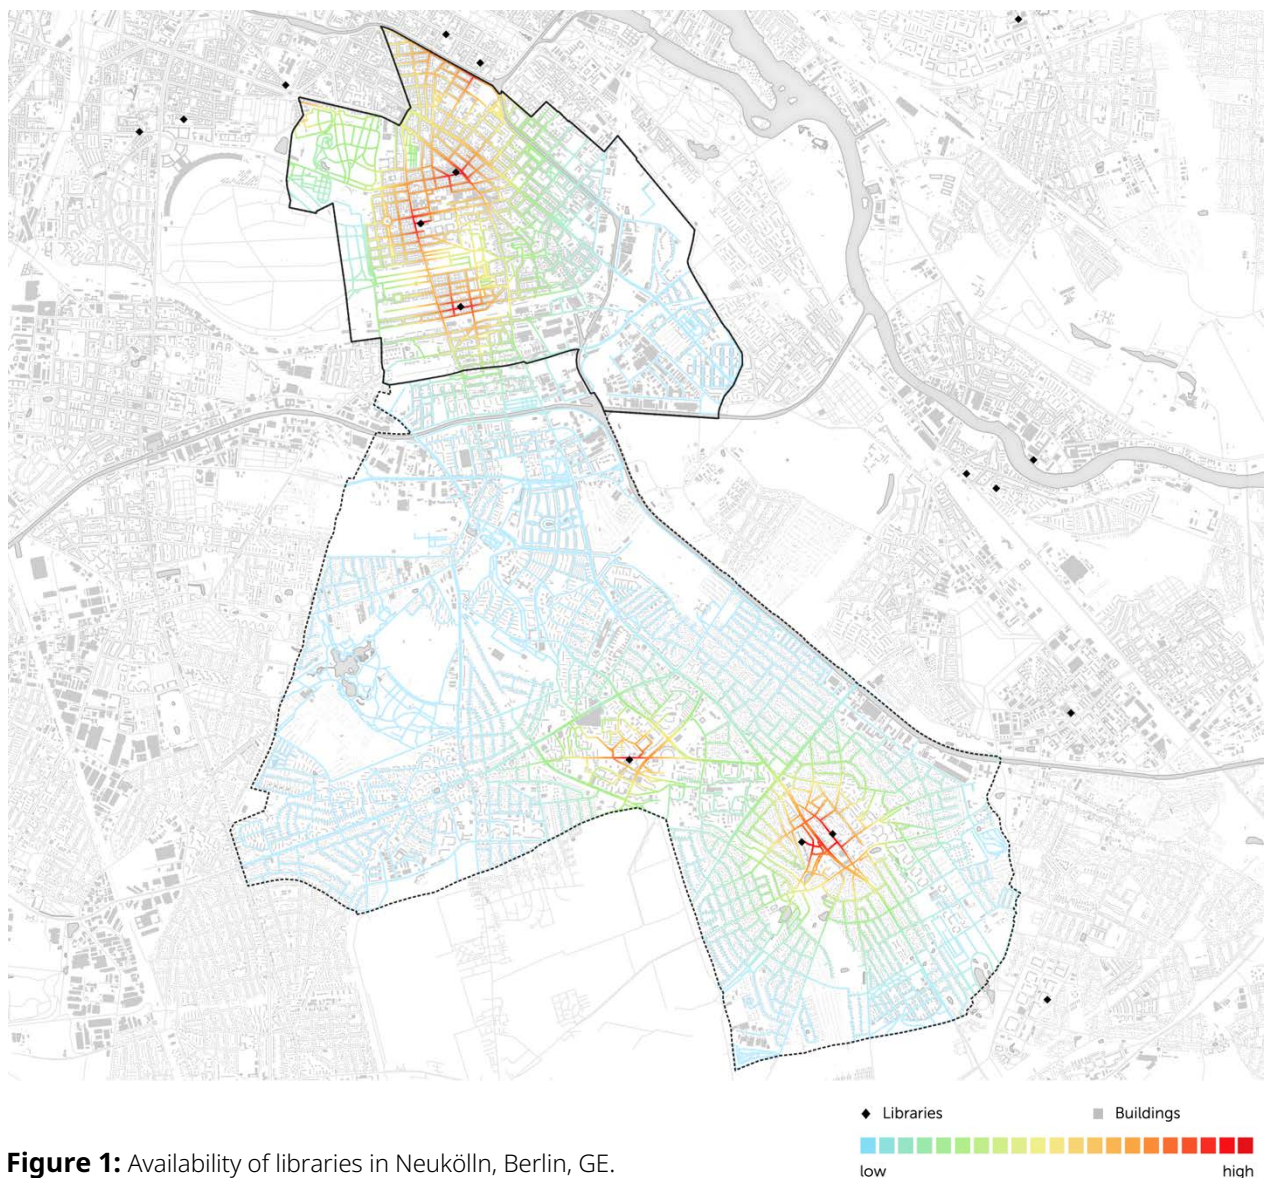 Libraries
Buildings
low
high
Figure 1: Availability of libraries in Neukölln, Berlin, GE.